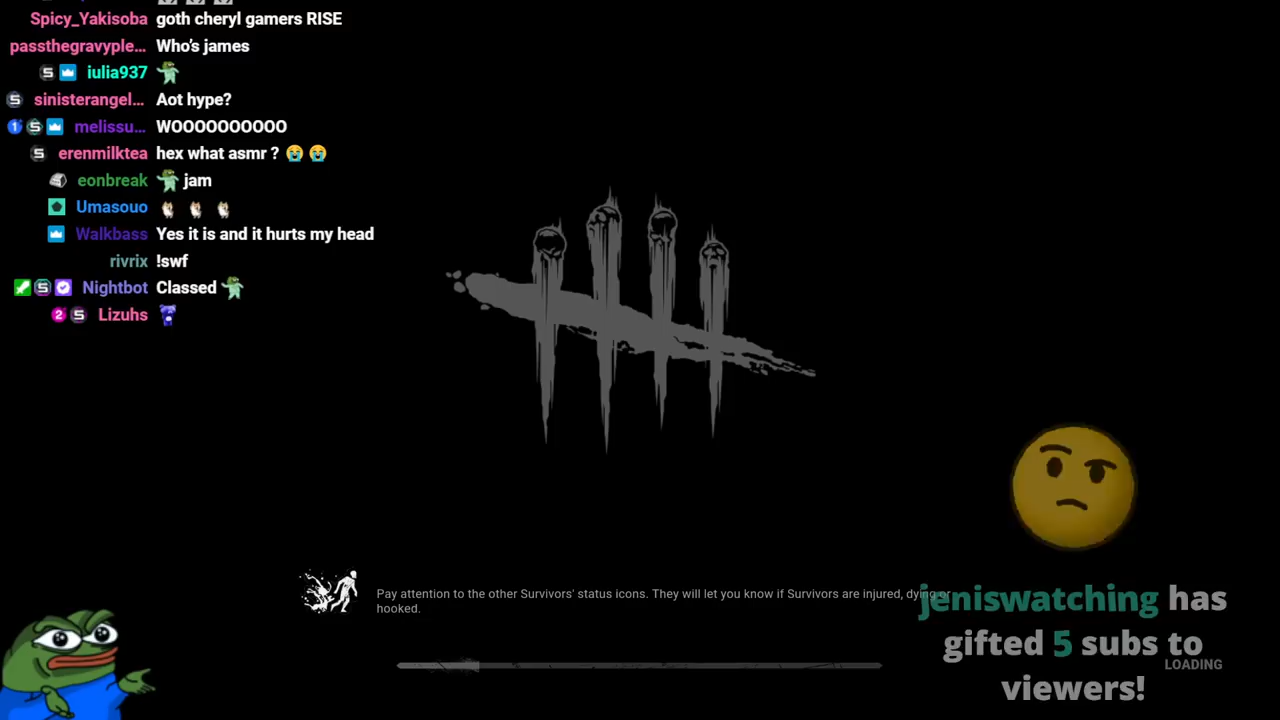 Spicy_Yakisoba goth cheryl gamers RISE
passthegravyple... Who's james
iulia937
sinisterangel... Aot hype?
melissu... WOOOOOOOOOO
erenmilktea hex what asmr ?
eonbreak jam
Umasouo
Walkbass Yes it is and it hurts my head
rivrix !swf
Nightbot Classed
Lizuhs
Pay attention to the other Survivors' status icons. They will let you know if Survivors are injured, dying or
hooked.
jeniswatching has
gifted 5 subs to
viewers!
LOADING